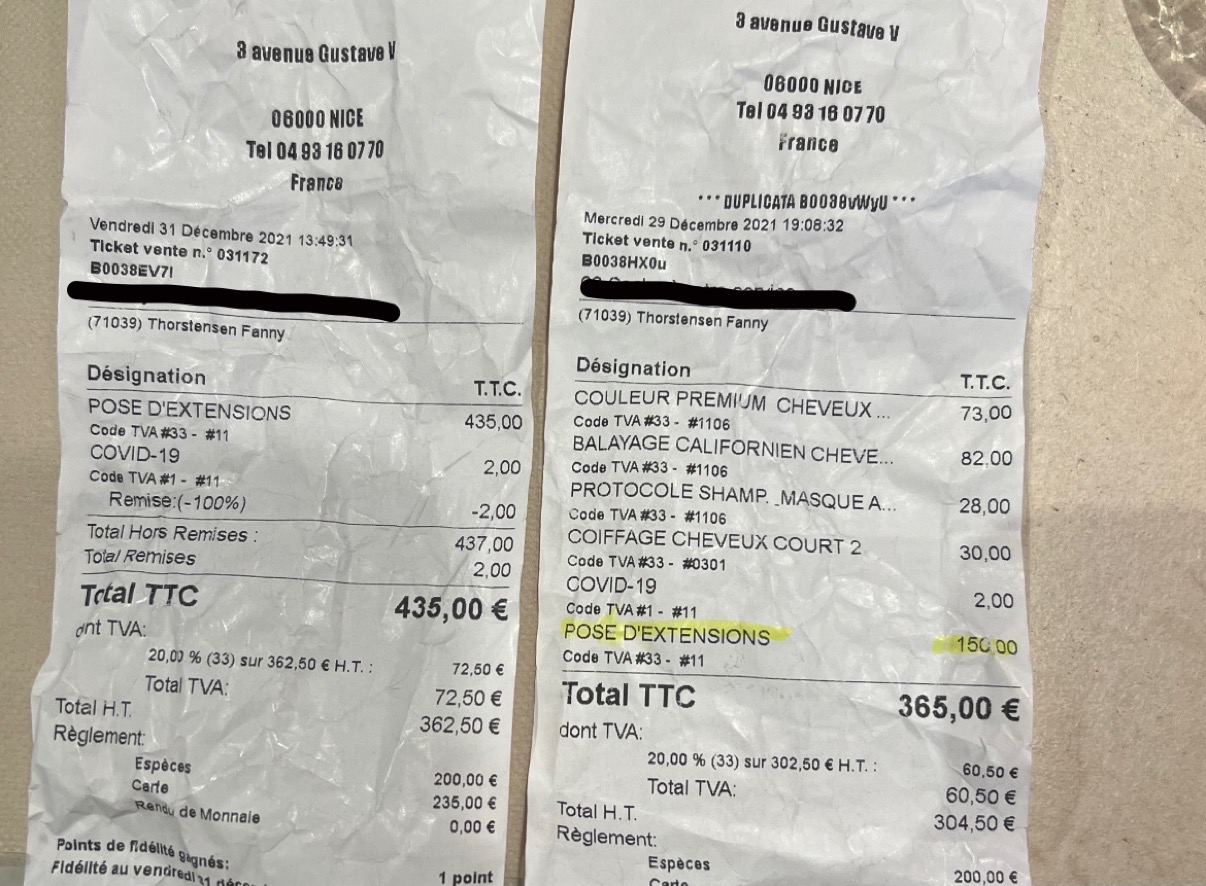 3 avenue Gustave V
06000 NICE
Tel 04 93 16 07 70
France
Vendredi 31 Décembre 2021 13:49:31
Ticket vente n.° 031172
B0038EV7I
(71039) Thorstensen Fanny
Désignation T.T.C.
POSE D'EXTENSIONS 435,00
Code TVA #33 - #11
COVID-19 2,00
Code TVA #1 - #11
Remise:(-100%) -2,00
Total Hors Remises : 437,00
Total Remises 2,00
Total TTC 435,00 €
dont TVA:
20,00 % (33) sur 362,50 € H.T. : 72,50 €
Total TVA: 72,50 €
Total H.T. 362,50 €
Règlement:
Espèces 200,00 €
Carte 235,00 €
Rendu de Monnaie 0,00 €
Points de fidélité gagnés: 1 point
Fidélité au vendredi 31
3 avenue Gustave V
06000 NICE
Tel 04 93 16 07 70
France
*** DUPLICATA B0038vWyU ***
Mercredi 29 Décembre 2021 19:08:32
Ticket vente n.° 031110
B0038HX0u
(71039) Thorstensen Fanny
Désignation T.T.C.
COULEUR PREMIUM CHEVEUX ... 73,00
Code TVA #33 - #1106
BALAYAGE CALIFORNIEN CHEVE... 82,00
Code TVA #33 - #1106
PROTOCOLE SHAMP. _MASQUE A... 28,00
Code TVA #33 - #1106
COIFFAGE CHEVEUX COURT 2 30,00
Code TVA #33 - #0301
COVID-19 2,00
Code TVA #1 - #11
POSE D'EXTENSIONS 150,00
Code TVA #33 - #11
Total TTC 365,00 €
dont TVA:
20,00 % (33) sur 302,50 € H.T. : 60,50 €
Total TVA: 60,50 €
Total H.T. 304,50 €
Règlement:
Espèces 200,00 €
Carte